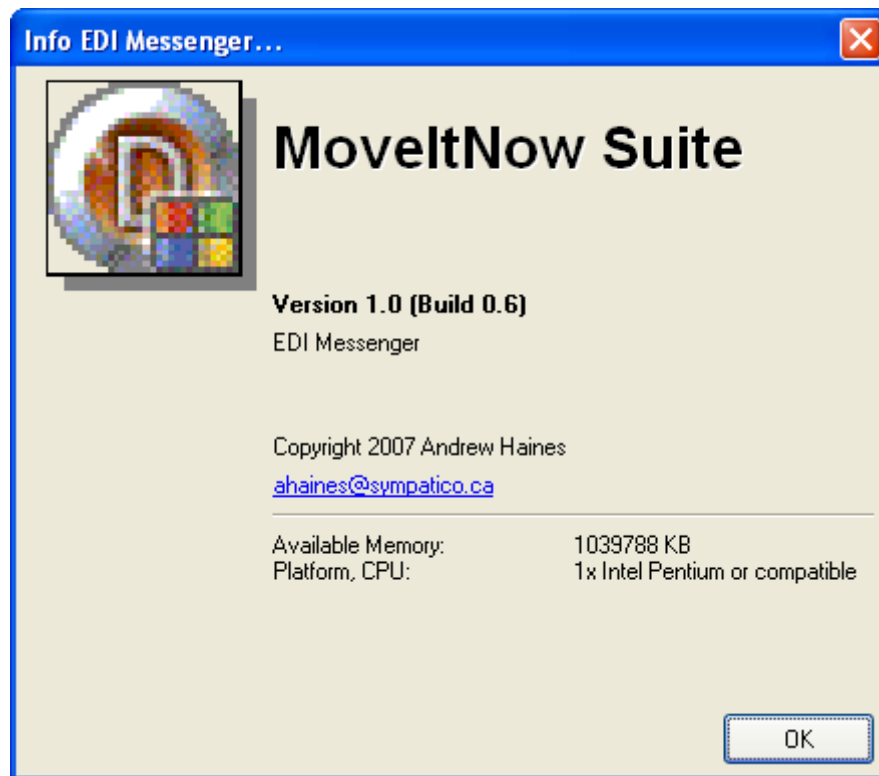 Info EDI Messenger...
MoveItNow Suite
Version 1.0 (Build 0.6)
EDI Messenger
Copyright 2007 Andrew Haines
ahaines@sympatico.ca
Available Memory: 1039788 KB
Platform, CPU: 1x Intel Pentium or compatible
OK